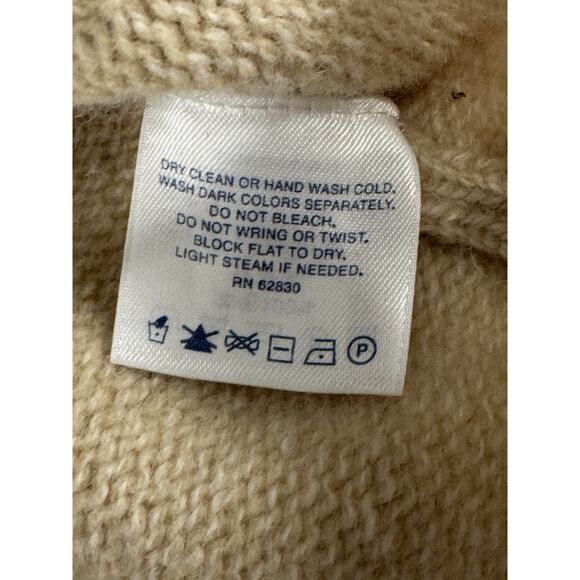 DRY CLEAN OR HAND WASH COLD.
WASH DARK COLORS SEPARATELY.
DO NOT BLEACH.
DO NOT WRING OR TWIST.
BLOCK FLAT TO DRY.
LIGHT STEAM IF NEEDED.
RN 62830
P